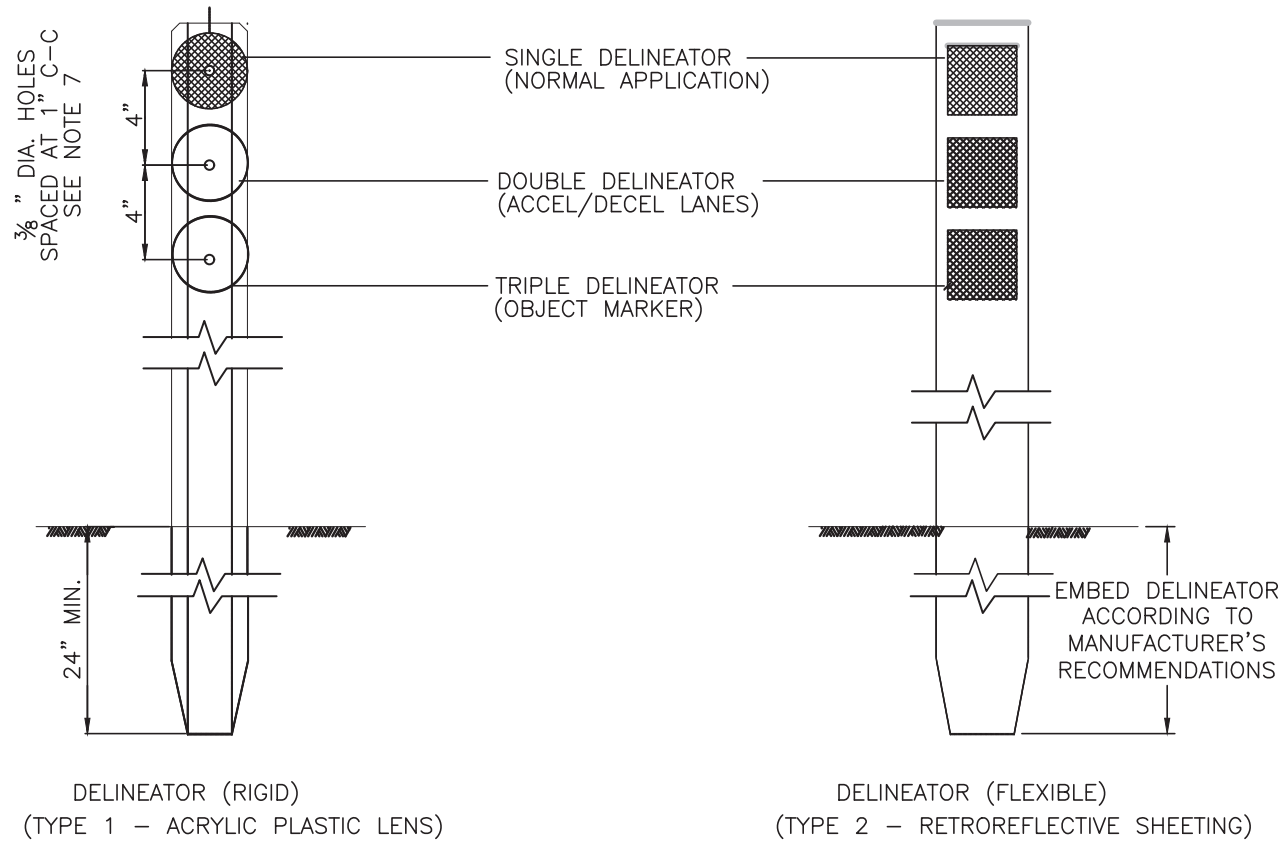 ⅜" DIA. HOLES
SPACED AT 1" C-C
SEE NOTE 7
4"
4"
SINGLE DELINEATOR
(NORMAL APPLICATION)
DOUBLE DELINEATOR
(ACCEL/DECEL LANES)
TRIPLE DELINEATOR
(OBJECT MARKER)
24" MIN.
EMBED DELINEATOR
ACCORDING TO
MANUFACTURER'S
RECOMMENDATIONS
DELINEATOR (RIGID)
(TYPE 1 – ACRYLIC PLASTIC LENS)
DELINEATOR (FLEXIBLE)
(TYPE 2 – RETROREFLECTIVE SHEETING)